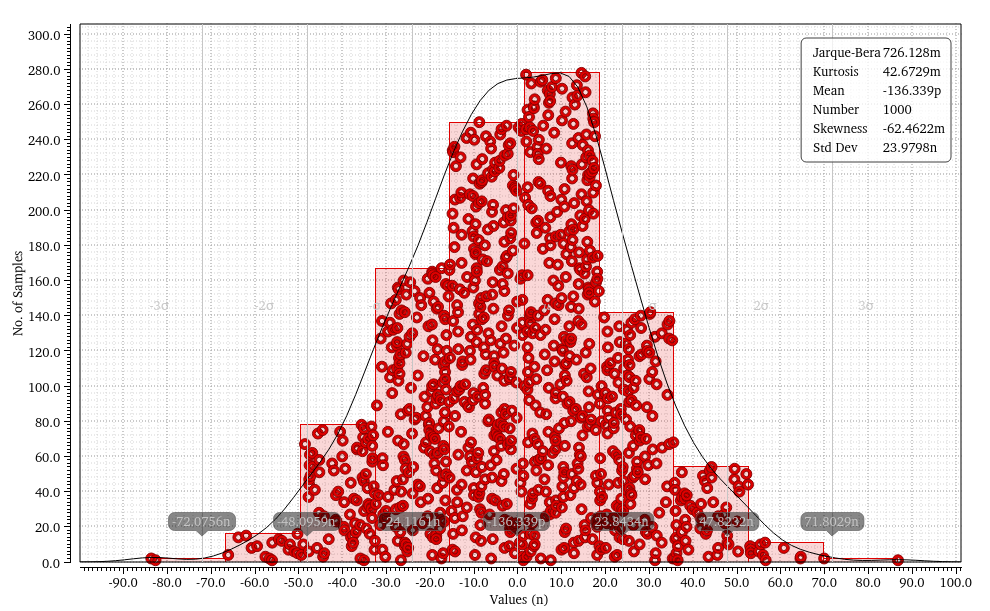 300.0
280.0
260.0
240.0
220.0
200.0
180.0
160.0
140.0
120.0
100.0
80.0
60.0
40.0
20.0
0.0
No. of Samples
Jarque-Bera 726.128m
Kurtosis 42.6729m
Mean -136.339p
Number 1000
Skewness -62.4622m
Std Dev 23.9798n
-3σ -2σ σ 2σ 3σ
-72.0756n -48.0959n -24.1161n -136.339p 23.8434n 47.8232n 71.8029n
-90.0 -80.0 -70.0 -60.0 -50.0 -40.0 -30.0 -20.0 -10.0 0.0 10.0 20.0 30.0 40.0 50.0 60.0 70.0 80.0 90.0 100.0
Values (n)